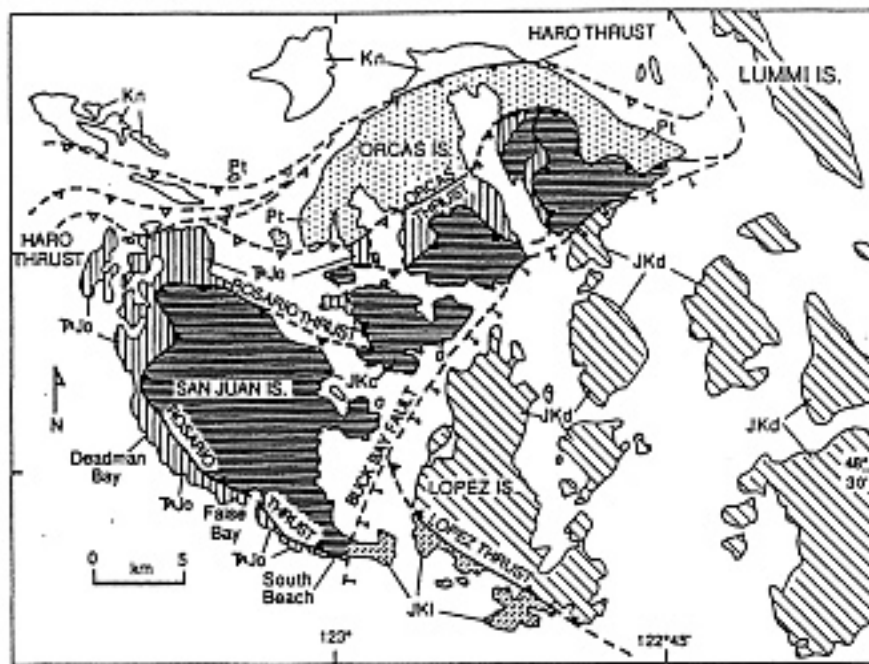 HARO THRUST
Kn
LUMMI IS.
Kn
Pt
ORCAS IS.
Pt
ORCAS
THRUST
Pt
HARO
THRUST
TRJo
JKd
ROSARIO THRUST
TRJo
SAN JUAN IS.
JKc
JKd
N
ROSARIO
BUCK BAY FAULT
JKd
Deadman
Bay
LOPEZ IS.
48°
30'
TRJo
False
Bay
THRUST
LOPEZ THRUST
0 5
km
TRJo
South
Beach
JKl
123°
122°45'